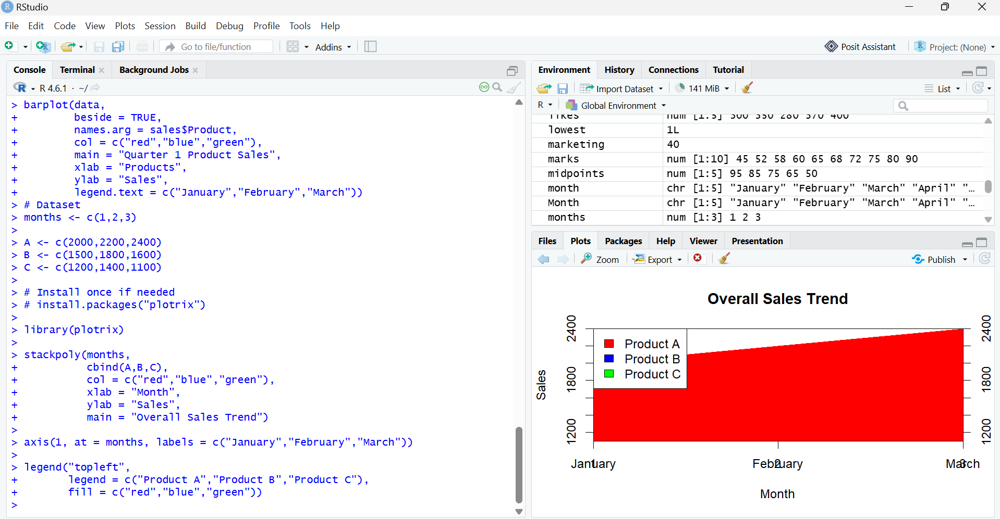 RStudio
File Edit Code View Plots Session Build Debug Profile Tools Help
Go to file/function Addins Posit Assistant Project: (None)
Console Terminal Background Jobs
R 4.6.1 · ~/
> barplot(data,
+         beside = TRUE,
+         names.arg = sales$Product,
+         col = c("red","blue","green"),
+         main = "Quarter 1 Product Sales",
+         xlab = "Products",
+         ylab = "Sales",
+         legend.text = c("January","February","March"))
> # Dataset
> months <- c(1,2,3)
>
> A <- c(2000,2200,2400)
> B <- c(1500,1800,1600)
> C <- c(1200,1400,1100)
>
> # Install once if needed
> # install.packages("plotrix")
>
> library(plotrix)
>
> stackpoly(months,
+           cbind(A,B,C),
+           col = c("red","blue","green"),
+           xlab = "Month",
+           ylab = "Sales",
+           main = "Overall Sales Trend")
>
> axis(1, at = months, labels = c("January","February","March"))
>
> legend("topleft",
+        legend = c("Product A","Product B","Product C"),
+        fill = c("red","blue","green"))
>
Environment History Connections Tutorial
Import Dataset 141 MiB List
R Global Environment
likes num [1:5] 300 350 280 370 400
lowest 1L
marketing 40
marks num [1:10] 45 52 58 60 65 68 72 75 80 90
midpoints num [1:5] 95 85 75 65 50
month chr [1:5] "January" "February" "March" "April" "…
Month chr [1:5] "January" "February" "March" "April" "…
months num [1:3] 1 2 3
Files Plots Packages Help Viewer Presentation
Zoom Export Publish
Overall Sales Trend
Product A
Product B
Product C
Sales
2400
1800
1200
2400
1800
1200
January February March
1 2 3
Month